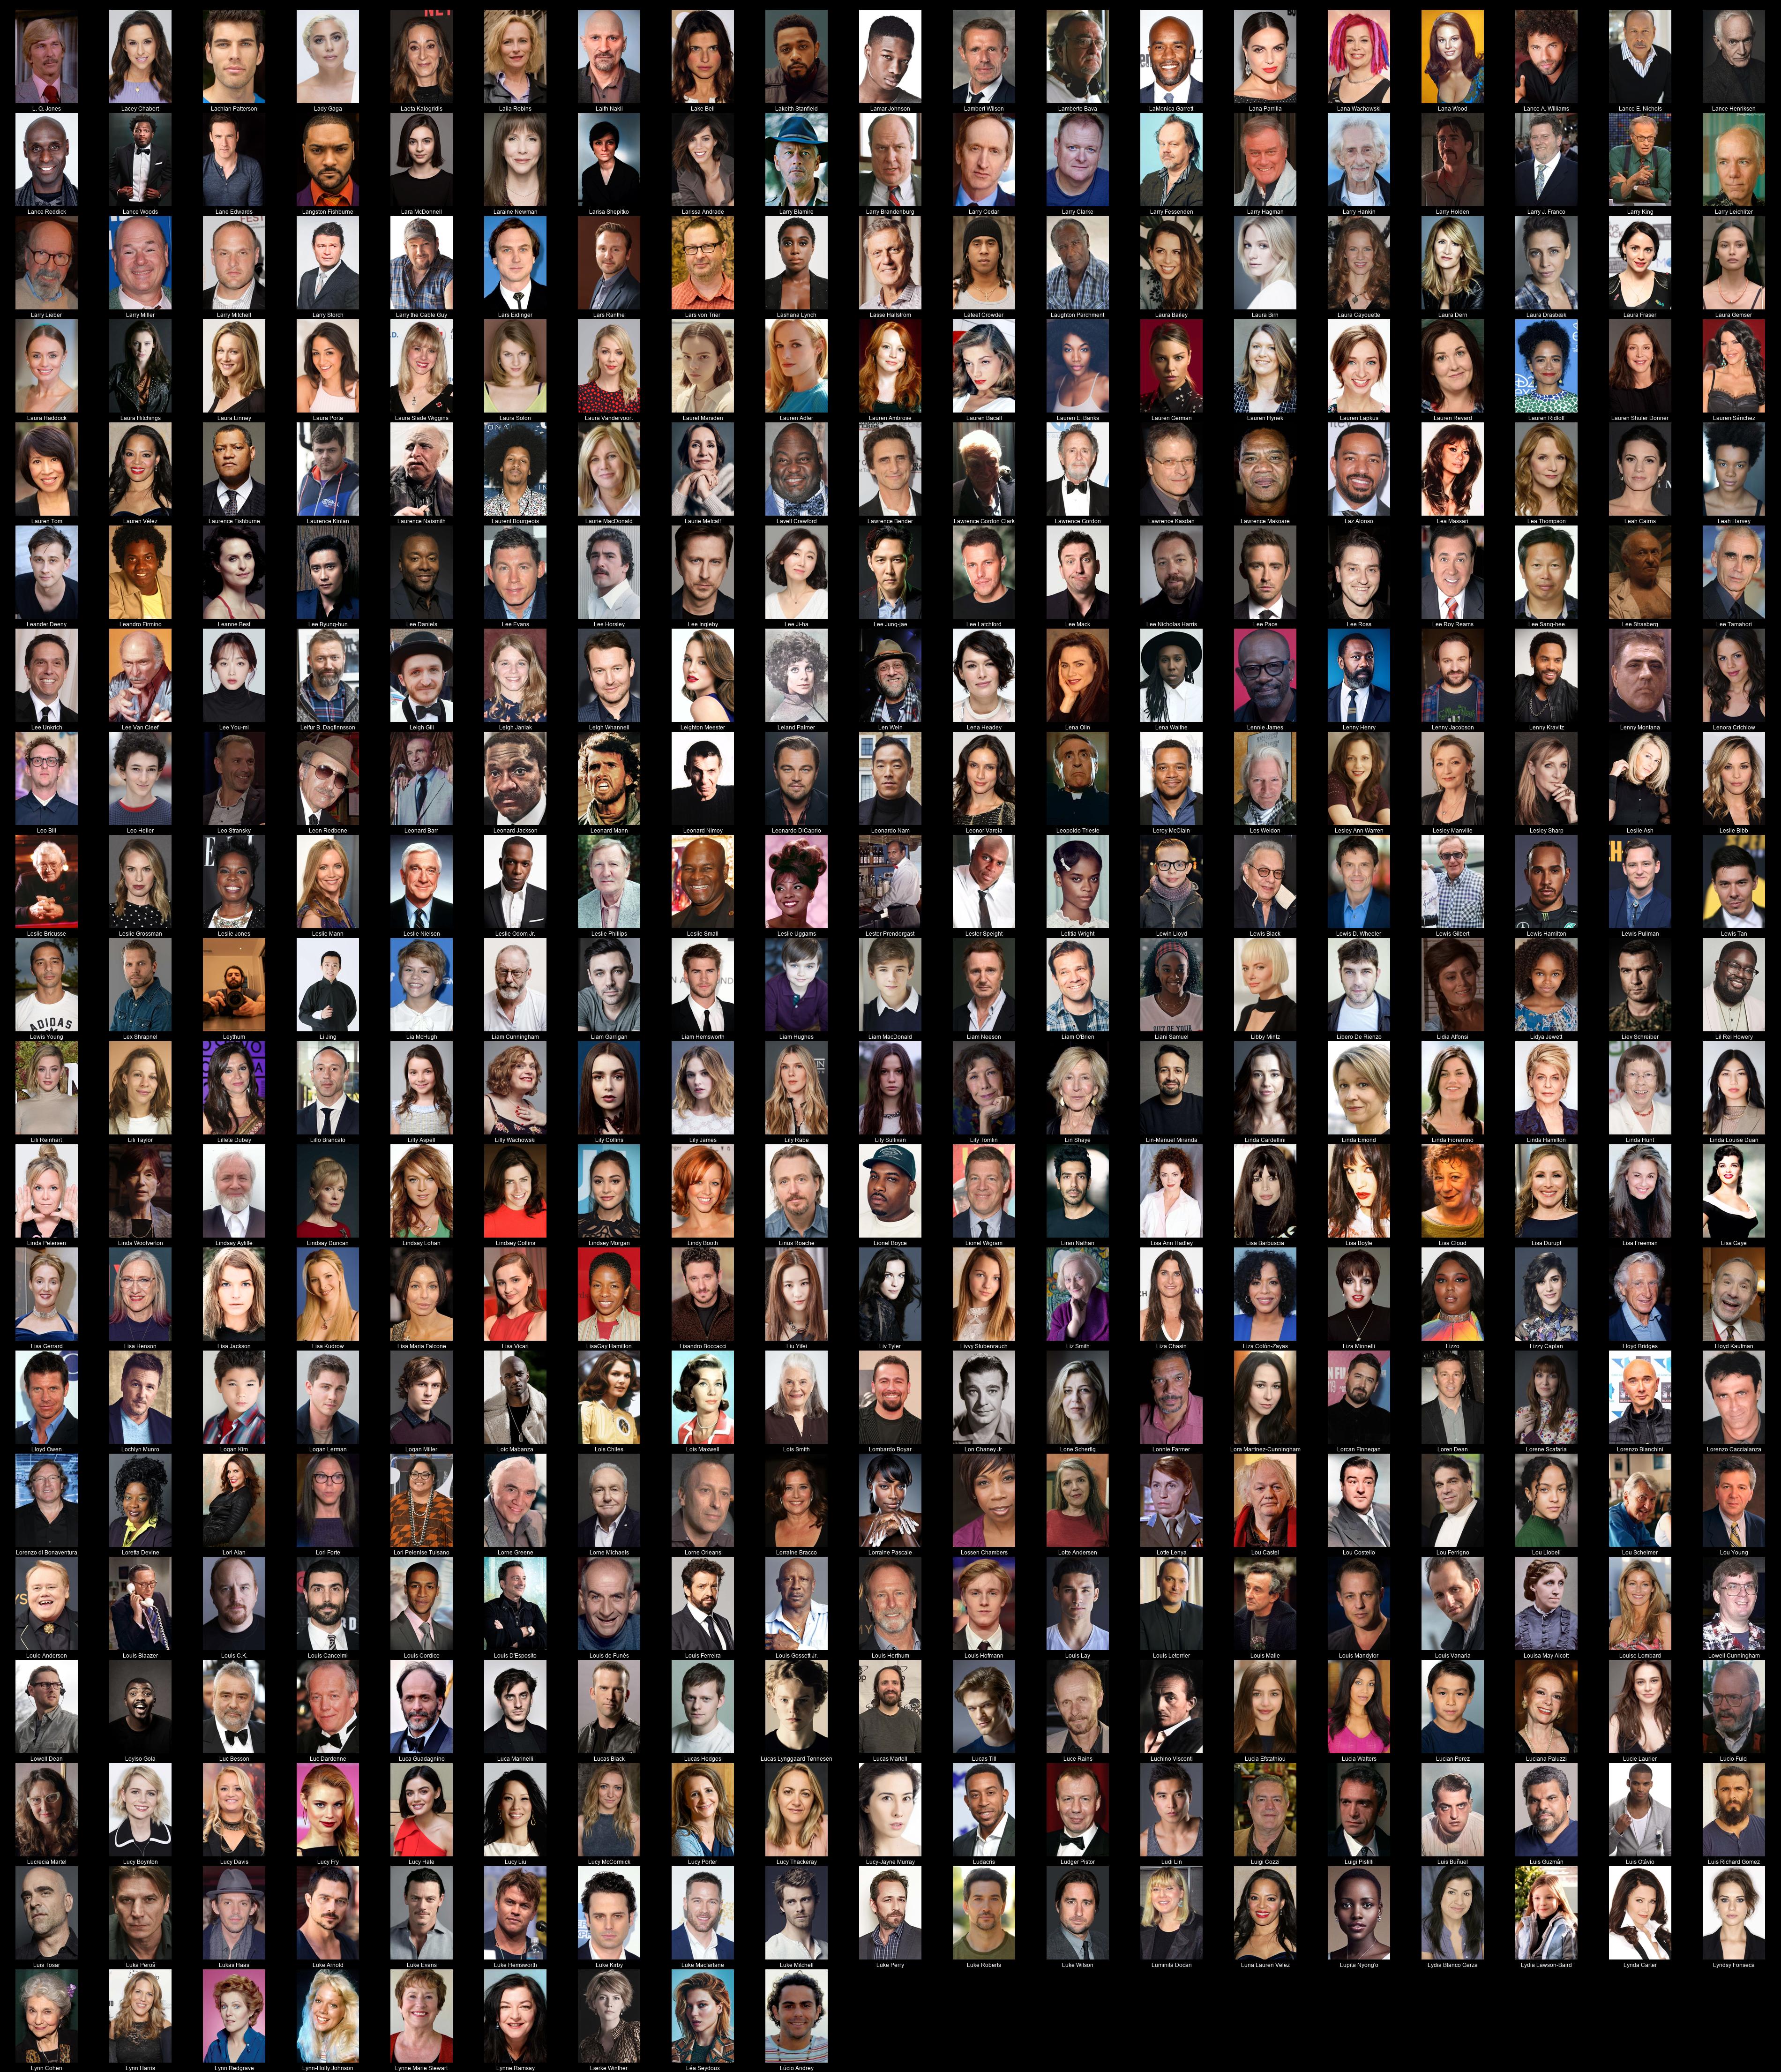 L. Q. Jones
Lacey Chabert
Lachlan Patterson
Lady Gaga
Laeta Kalogridis
Laila Robins
Laith Nakli
Lake Bell
Lakeith Stanfield
Lamar Johnson
Lambert Wilson
Lamberto Bava
LaMonica Garrett
Lana Parrilla
Lana Wachowski
Lana Wood
Lance A. Williams
Lance E. Nichols
Lance Henriksen
Lance Reddick
Lance Woods
Lane Edwards
Langston Fishburne
Lara McDonnell
Laraine Newman
Larisa Shepitko
Larissa Andrade
Larry Blamire
Larry Brandenburg
Larry Cedar
Larry Clarke
Larry Fessenden
Larry Hagman
Larry Hankin
Larry Holden
Larry J. Franco
Larry King
Larry Leichliter
Larry Lieber
Larry Miller
Larry Mitchell
Larry Storch
Larry the Cable Guy
Lars Eidinger
Lars Ranthe
Lars von Trier
Lashana Lynch
Lasse Hallström
Lateef Crowder
Laughton Parchment
Laura Bailey
Laura Birn
Laura Cayouette
Laura Dern
Laura Drasbæk
Laura Fraser
Laura Gemser
Laura Haddock
Laura Hitchings
Laura Linney
Laura Porta
Laura Slade Wiggins
Laura Solon
Laura Vandervoort
Laurel Marsden
Lauren Adler
Lauren Ambrose
Lauren Bacall
Lauren E. Banks
Lauren German
Lauren Hynek
Lauren Lapkus
Lauren Revard
Lauren Ridloff
Lauren Shuler Donner
Lauren Sánchez
Lauren Tom
Lauren Vélez
Laurence Fishburne
Laurence Kinlan
Laurence Naismith
Laurent Bourgeois
Laurie MacDonald
Laurie Metcalf
Lavell Crawford
Lawrence Bender
Lawrence Gordon Clark
Lawrence Gordon
Lawrence Kasdan
Lawrence Makoare
Laz Alonso
Lea Massari
Lea Thompson
Leah Cairns
Leah Harvey
Leander Deeny
Leandro Firmino
Leanne Best
Lee Byung-hun
Lee Daniels
Lee Evans
Lee Horsley
Lee Ingleby
Lee Ji-ha
Lee Jung-jae
Lee Latchford
Lee Mack
Lee Nicholas Harris
Lee Pace
Lee Ross
Lee Roy Reams
Lee Sang-hee
Lee Strasberg
Lee Tamahori
Lee Unkrich
Lee Van Cleef
Lee You-mi
Leifur B. Dagfinnsson
Leigh Gill
Leigh Janiak
Leigh Whannell
Leighton Meester
Leland Palmer
Len Wein
Lena Headey
Lena Olin
Lena Waithe
Lennie James
Lenny Henry
Lenny Jacobson
Lenny Kravitz
Lenny Montana
Lenora Crichlow
Leo Bill
Leo Heller
Leo Stransky
Leon Redbone
Leonard Barr
Leonard Jackson
Leonard Mann
Leonard Nimoy
Leonardo DiCaprio
Leonardo Nam
Leonor Varela
Leopoldo Trieste
Leroy McClain
Les Weldon
Lesley Ann Warren
Lesley Manville
Lesley Sharp
Leslie Ash
Leslie Bibb
Leslie Bricusse
Leslie Grossman
Leslie Jones
Leslie Mann
Leslie Nielsen
Leslie Odom Jr.
Leslie Phillips
Leslie Small
Leslie Uggams
Lester Prendergast
Lester Speight
Letitia Wright
Lewin Lloyd
Lewis Black
Lewis D. Wheeler
Lewis Gilbert
Lewis Hamilton
Lewis Pullman
Lewis Tan
Lewis Young
Lex Shrapnel
Leythum
Li Jing
Lia McHugh
Liam Cunningham
Liam Garrigan
Liam Hemsworth
Liam Hughes
Liam MacDonald
Liam Neeson
Liam O'Brien
Liani Samuel
Libby Mintz
Libero De Rienzo
Lidia Alfonsi
Lidya Jewett
Liev Schreiber
Lil Rel Howery
Lili Reinhart
Lili Taylor
Lillete Dubey
Lillo Brancato
Lilly Aspell
Lilly Wachowski
Lily Collins
Lily James
Lily Rabe
Lily Sullivan
Lily Tomlin
Lin Shaye
Lin-Manuel Miranda
Linda Cardellini
Linda Emond
Linda Fiorentino
Linda Hamilton
Linda Hunt
Linda Louise Duan
Linda Petersen
Linda Woolverton
Lindsay Ayliffe
Lindsay Duncan
Lindsay Lohan
Lindsey Collins
Lindsey Morgan
Lindy Booth
Linus Roache
Lionel Boyce
Lionel Wigram
Liran Nathan
Lisa Ann Hadley
Lisa Barbuscia
Lisa Boyle
Lisa Cloud
Lisa Durupt
Lisa Freeman
Lisa Gaye
Lisa Gerrard
Lisa Henson
Lisa Jackson
Lisa Kudrow
Lisa Maria Falcone
Lisa Vicari
LisaGay Hamilton
Lisandro Boccacci
Liu Yifei
Liv Tyler
Livvy Stubenrauch
Liz Smith
Liza Chasin
Liza Colón-Zayas
Liza Minnelli
Lizzo
Lizzy Caplan
Lloyd Bridges
Lloyd Kaufman
Lloyd Owen
Lochlyn Munro
Logan Kim
Logan Lerman
Logan Miller
Loïc Mabanza
Lois Chiles
Lois Maxwell
Lois Smith
Lombardo Boyar
Lon Chaney Jr.
Lone Scherfig
Lonnie Farmer
Lora Martinez-Cunningham
Lorcan Finnegan
Loren Dean
Lorene Scafaria
Lorenzo Bianchini
Lorenzo Caccialanza
Lorenzo di Bonaventura
Loretta Devine
Lori Alan
Lori Forte
Lori Pelenise Tuisano
Lorne Greene
Lorne Michaels
Lorne Orleans
Lorraine Bracco
Lorraine Pascale
Lossen Chambers
Lotte Andersen
Lotte Lenya
Lou Castel
Lou Costello
Lou Ferrigno
Lou Llobell
Lou Scheimer
Lou Young
Louie Anderson
Louis Blaazer
Louis C.K.
Louis Cancelmi
Louis Cordice
Louis D'Esposito
Louis de Funès
Louis Ferreira
Louis Gossett Jr.
Louis Herthum
Louis Hofmann
Louis Lay
Louis Leterrier
Louis Malle
Louis Mandylor
Louis Vanaria
Louisa May Alcott
Louise Lombard
Lowell Cunningham
Lowell Dean
Loyiso Gola
Luc Besson
Luc Dardenne
Luca Guadagnino
Luca Marinelli
Lucas Black
Lucas Hedges
Lucas Lynggaard Tønnesen
Lucas Martell
Lucas Till
Luce Rains
Luchino Visconti
Lucia Efstathiou
Lucia Walters
Lucian Perez
Luciana Paluzzi
Lucie Laurier
Lucio Fulci
Lucrecia Martel
Lucy Boynton
Lucy Davis
Lucy Fry
Lucy Hale
Lucy Liu
Lucy McCormick
Lucy Porter
Lucy Thackeray
Lucy-Jayne Murray
Ludacris
Ludger Pistor
Ludi Lin
Luigi Cozzi
Luigi Pistilli
Luis Buñuel
Luis Guzmán
Luis Otávio
Luis Richard Gomez
Luis Tosar
Luka Peroš
Lukas Haas
Luke Arnold
Luke Evans
Luke Hemsworth
Luke Kirby
Luke Macfarlane
Luke Mitchell
Luke Perry
Luke Roberts
Luke Wilson
Luminita Docan
Luna Lauren Velez
Lupita Nyong'o
Lydia Blanco Garza
Lydia Lawson-Baird
Lynda Carter
Lyndsy Fonseca
Lynn Cohen
Lynn Harris
Lynn Redgrave
Lynn-Holly Johnson
Lynne Marie Stewart
Lynne Ramsay
Lærke Winther
Léa Seydoux
Lúcio Andrey